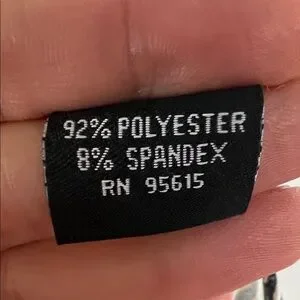 92% POLYESTER
8% SPANDEX
RN 95615